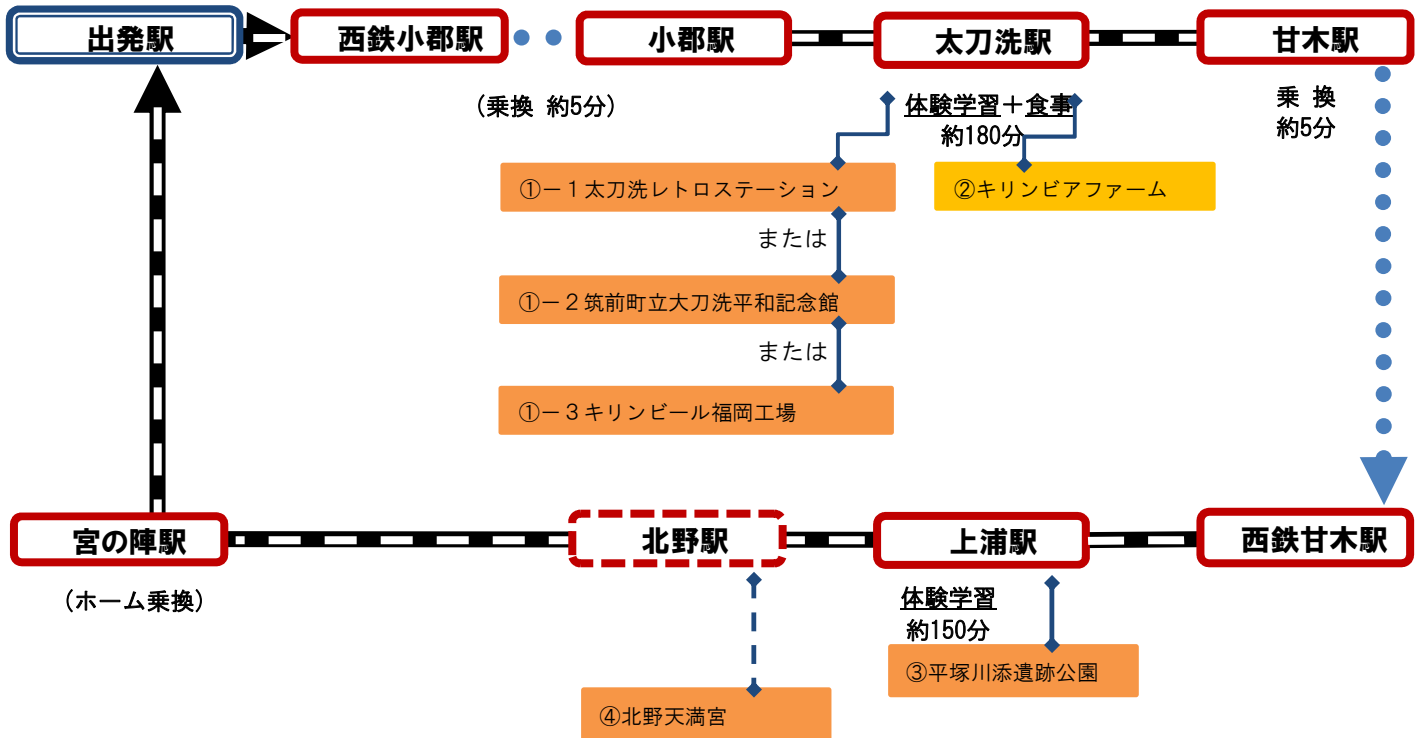 出発駅
西鉄小郡駅
小郡駅
太刀洗駅
甘木駅
(乗換 約5分)
体験学習＋食事
約180分
乗 換
約5分
①－１太刀洗レトロステーション
②キリンビアファーム
または
①－２筑前町立大刀洗平和記念館
または
①－３キリンビール福岡工場
宮の陣駅
北野駅
上浦駅
西鉄甘木駅
(ホーム乗換)
体験学習
約150分
③平塚川添遺跡公園
④北野天満宮